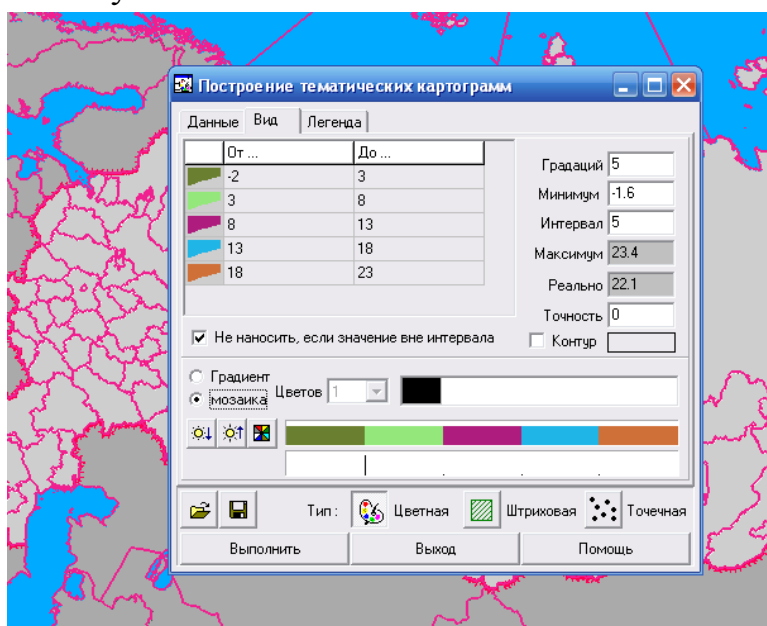 Построение тематических картограмм
Данные Вид Легенда
От ... До ...
-2 3
3 8
8 13
13 18
18 23
Градаций 5
Минимум -1.6
Интервал 5
Максимум 23.4
Реально 22.1
Точность 0
Не наносить, если значение вне интервала
Контур
Градиент
мозаика
Цветов 1
Тип : Цветная Штриховая Точечная
Выполнить Выход Помощь